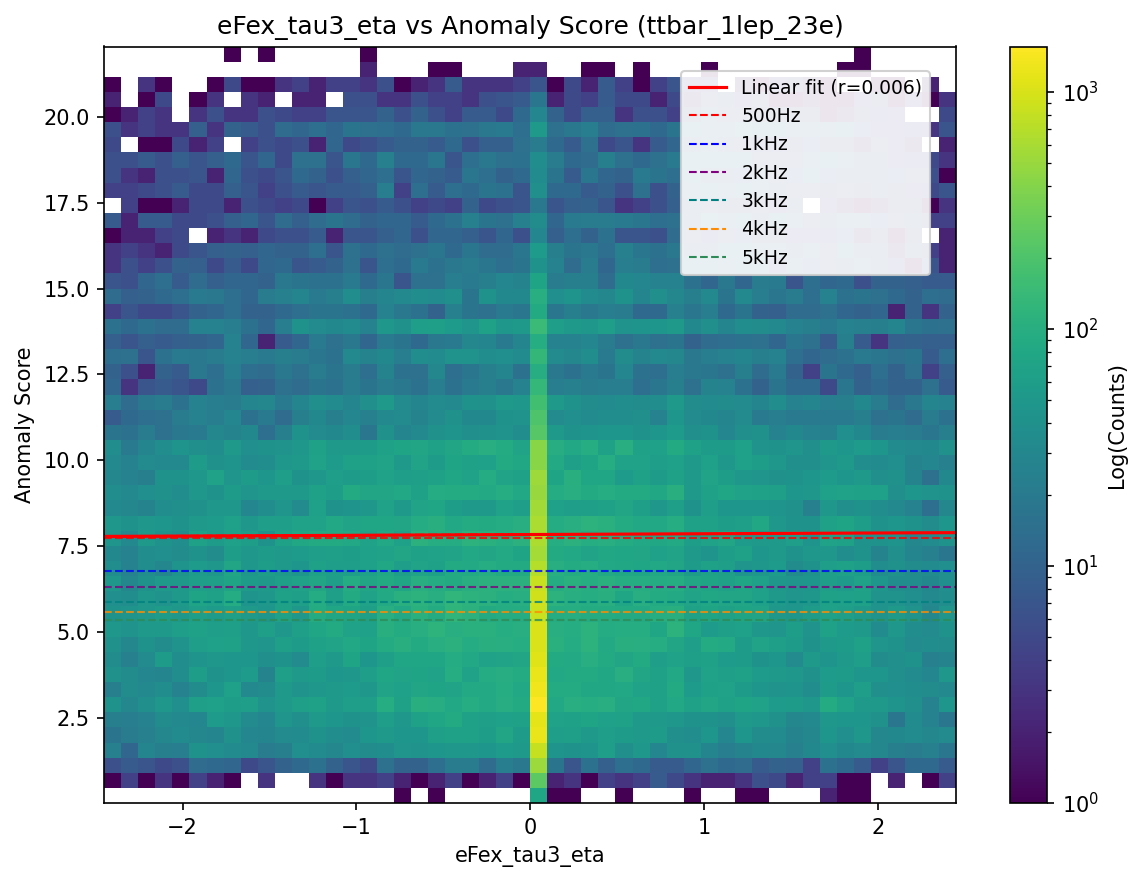 eFex_tau3_eta vs Anomaly Score (ttbar_1lep_23e)
Linear fit (r=0.006)
500Hz
1kHz
2kHz
3kHz
4kHz
5kHz
Anomaly Score
20.0
17.5
15.0
12.5
10.0
7.5
5.0
2.5
−2
−1
0
1
2
eFex_tau3_eta
10³
10²
10¹
10⁰
Log(Counts)